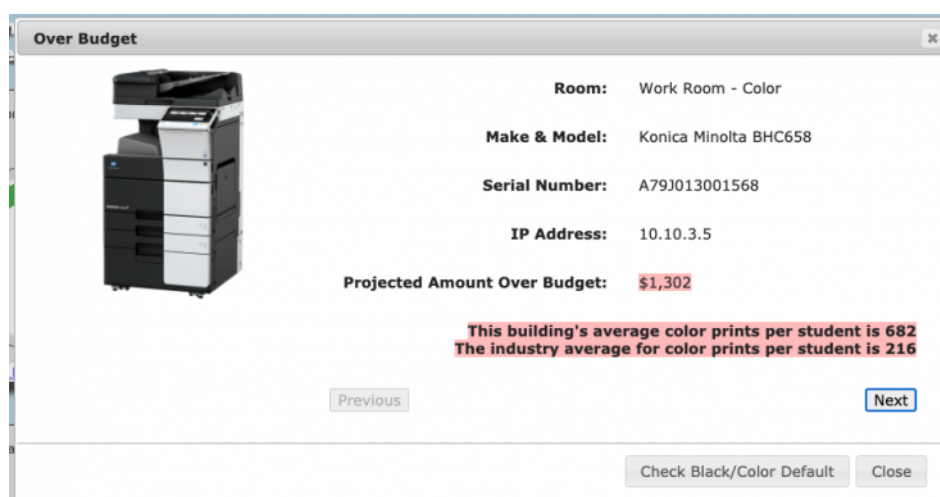 Over Budget
Room: Work Room - Color
Make & Model: Konica Minolta BHC658
Serial Number: A79J013001568
IP Address: 10.10.3.5
Projected Amount Over Budget: $1,302
This building's average color prints per student is 682
The industry average for color prints per student is 216
Previous
Next
Check Black/Color Default
Close